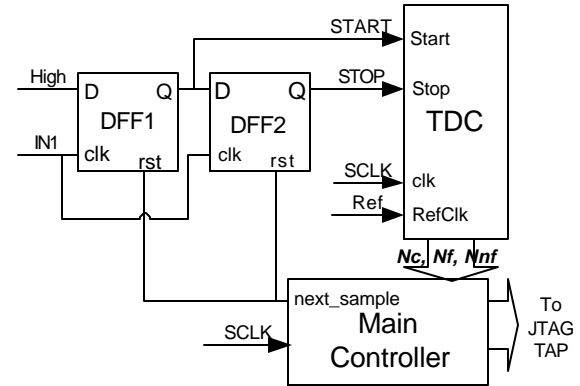 START
Start
High
D
Q
D
Q
STOP
Stop
DFF1
DFF2
TDC
IN1
clk
rst
clk
rst
SCLK
clk
Ref
RefClk
Nc, Nf, Nnf
next_sample
Main
Controller
SCLK
To
JTAG
TAP